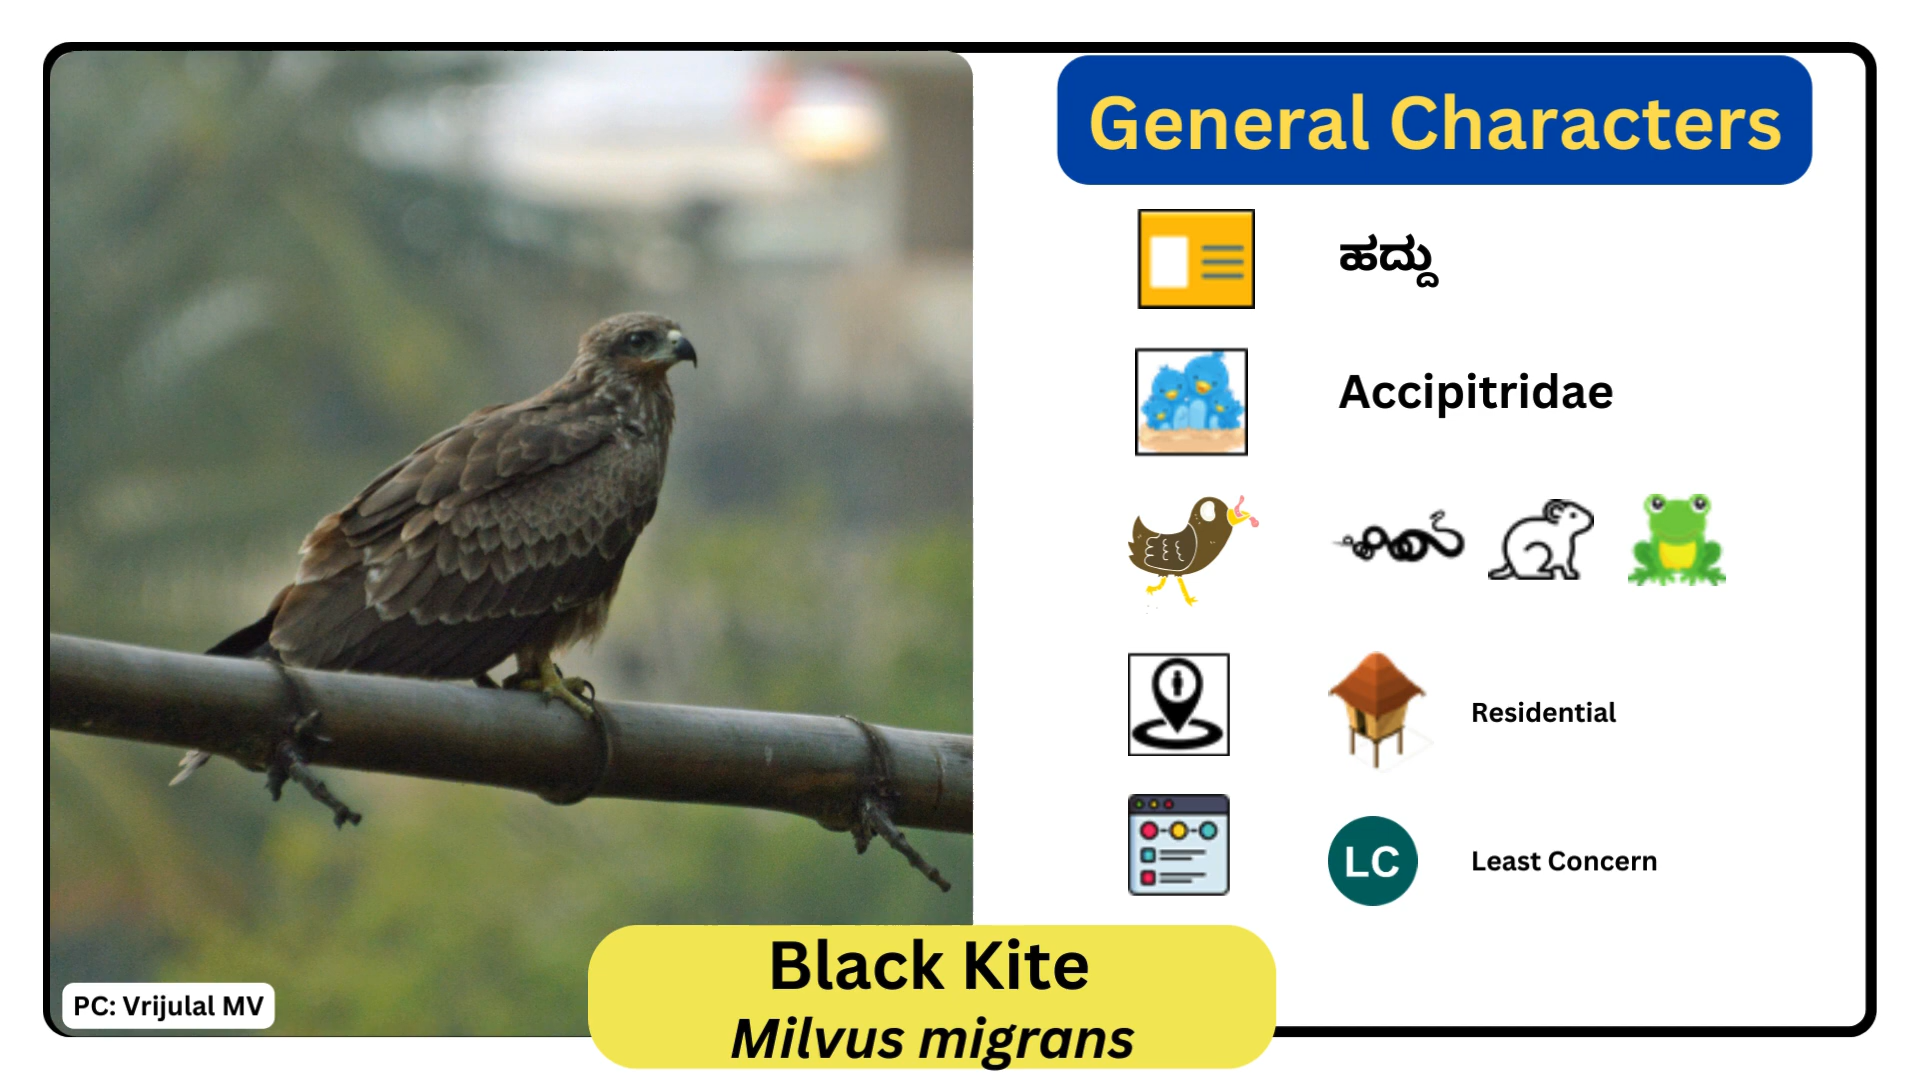 General Characters
ಹದ್ದು
Accipitridae
Residential
LC
Least Concern
Black Kite
Milvus migrans
PC: Vrijulal MV